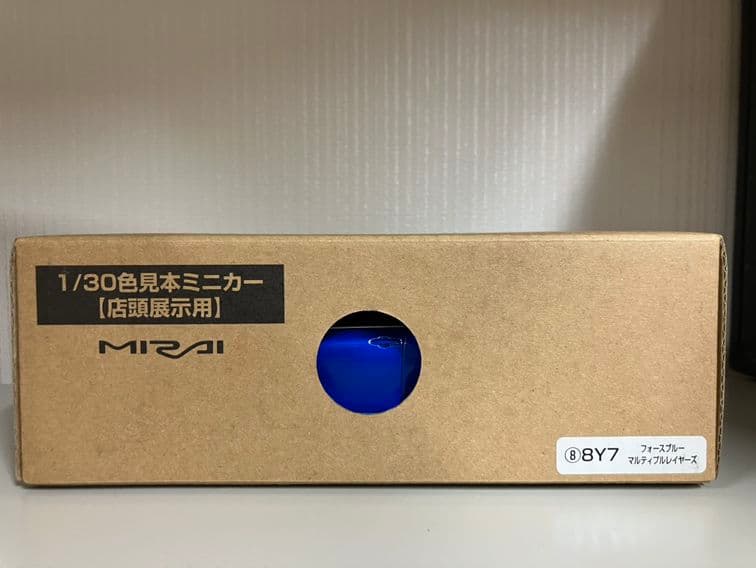 1/30色見本ミニカー
【店頭展示用】
MIRAI
⑧8Y7
フォースブルー
マルティプルレイヤーズ